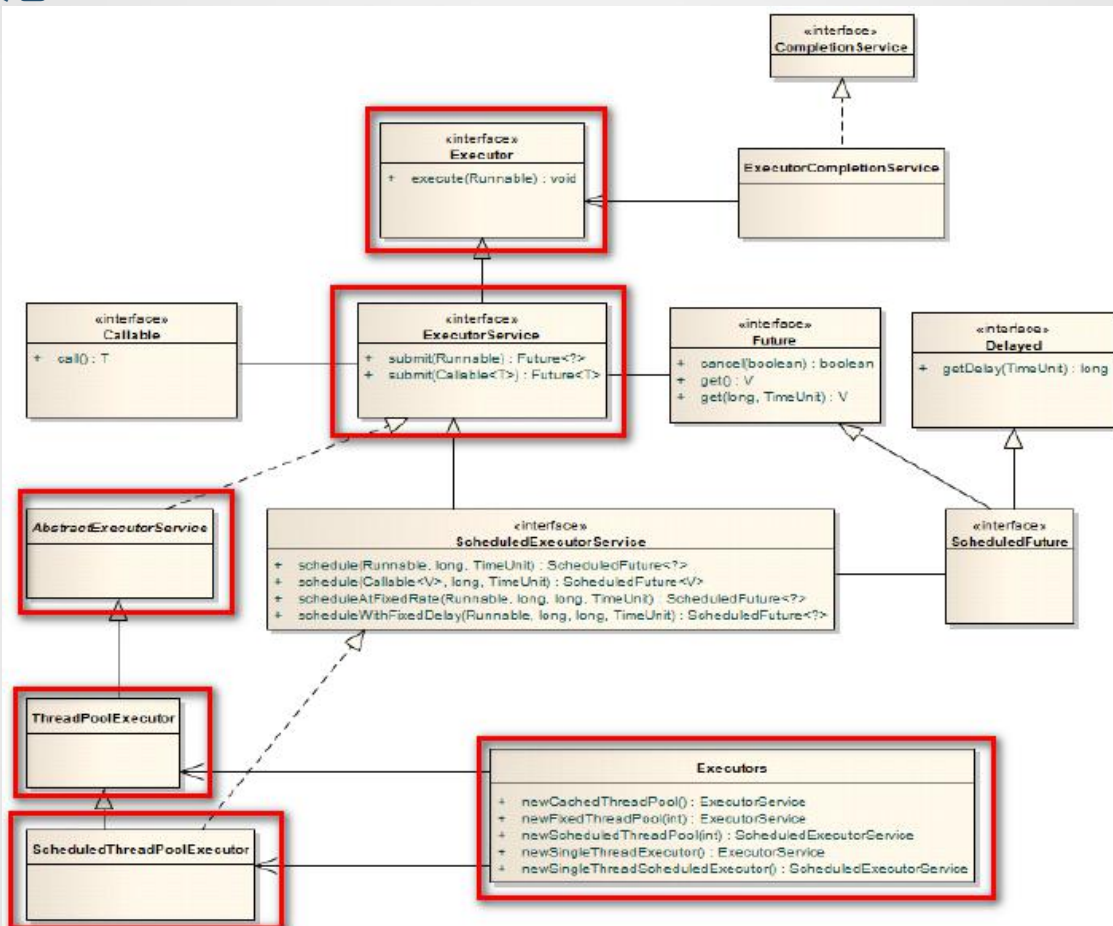 «interface»
CompletionService
«interface»
Executor
+ execute(Runnable) : void
ExecutorCompletionService
«interface»
Callable
+ call() : T
«interface»
ExecutorService
+ submit(Runnable) : Future<?>
+ submit(Callable<T>) : Future<T>
«interface»
Future
+ cancel(boolean) : boolean
+ get() : V
+ get(long, TimeUnit) : V
«interface»
Delayed
+ getDelay(TimeUnit) : long
AbstractExecutorService
«interface»
ScheduledExecutorService
+ schedule(Runnable, long, TimeUnit) : ScheduledFuture<?>
+ schedule(Callable<V>, long, TimeUnit) : ScheduledFuture<V>
+ scheduleAtFixedRate(Runnable, long, long, TimeUnit) : ScheduledFuture<?>
+ scheduleWithFixedDelay(Runnable, long, long, TimeUnit) : ScheduledFuture<?>
«interface»
ScheduledFuture
ThreadPoolExecutor
Executors
+ newCachedThreadPool() : ExecutorService
+ newFixedThreadPool(int) : ExecutorService
+ newScheduledThreadPool(int) : ScheduledExecutorService
+ newSingleThreadExecutor() : ExecutorService
+ newSingleThreadScheduledExecutor() : ScheduledExecutorService
ScheduledThreadPoolExecutor